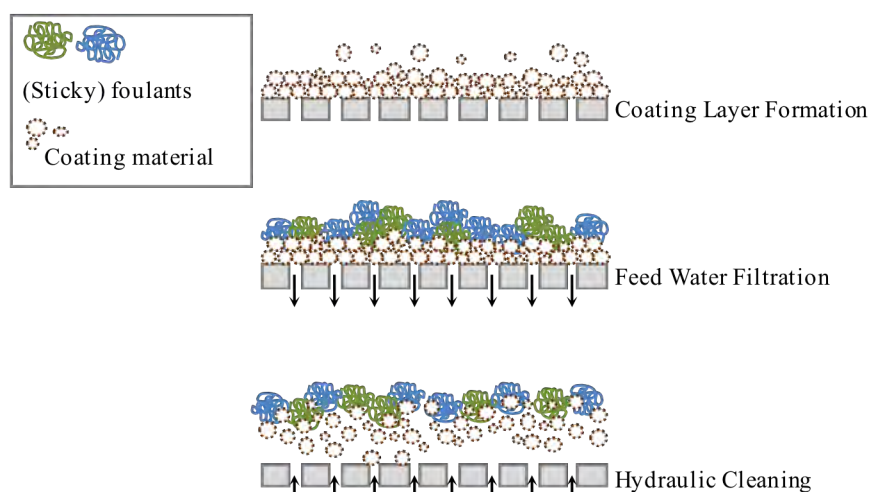 (Sticky) foulants
Coating material
Coating Layer Formation
Feed Water Filtration
Hydraulic Cleaning